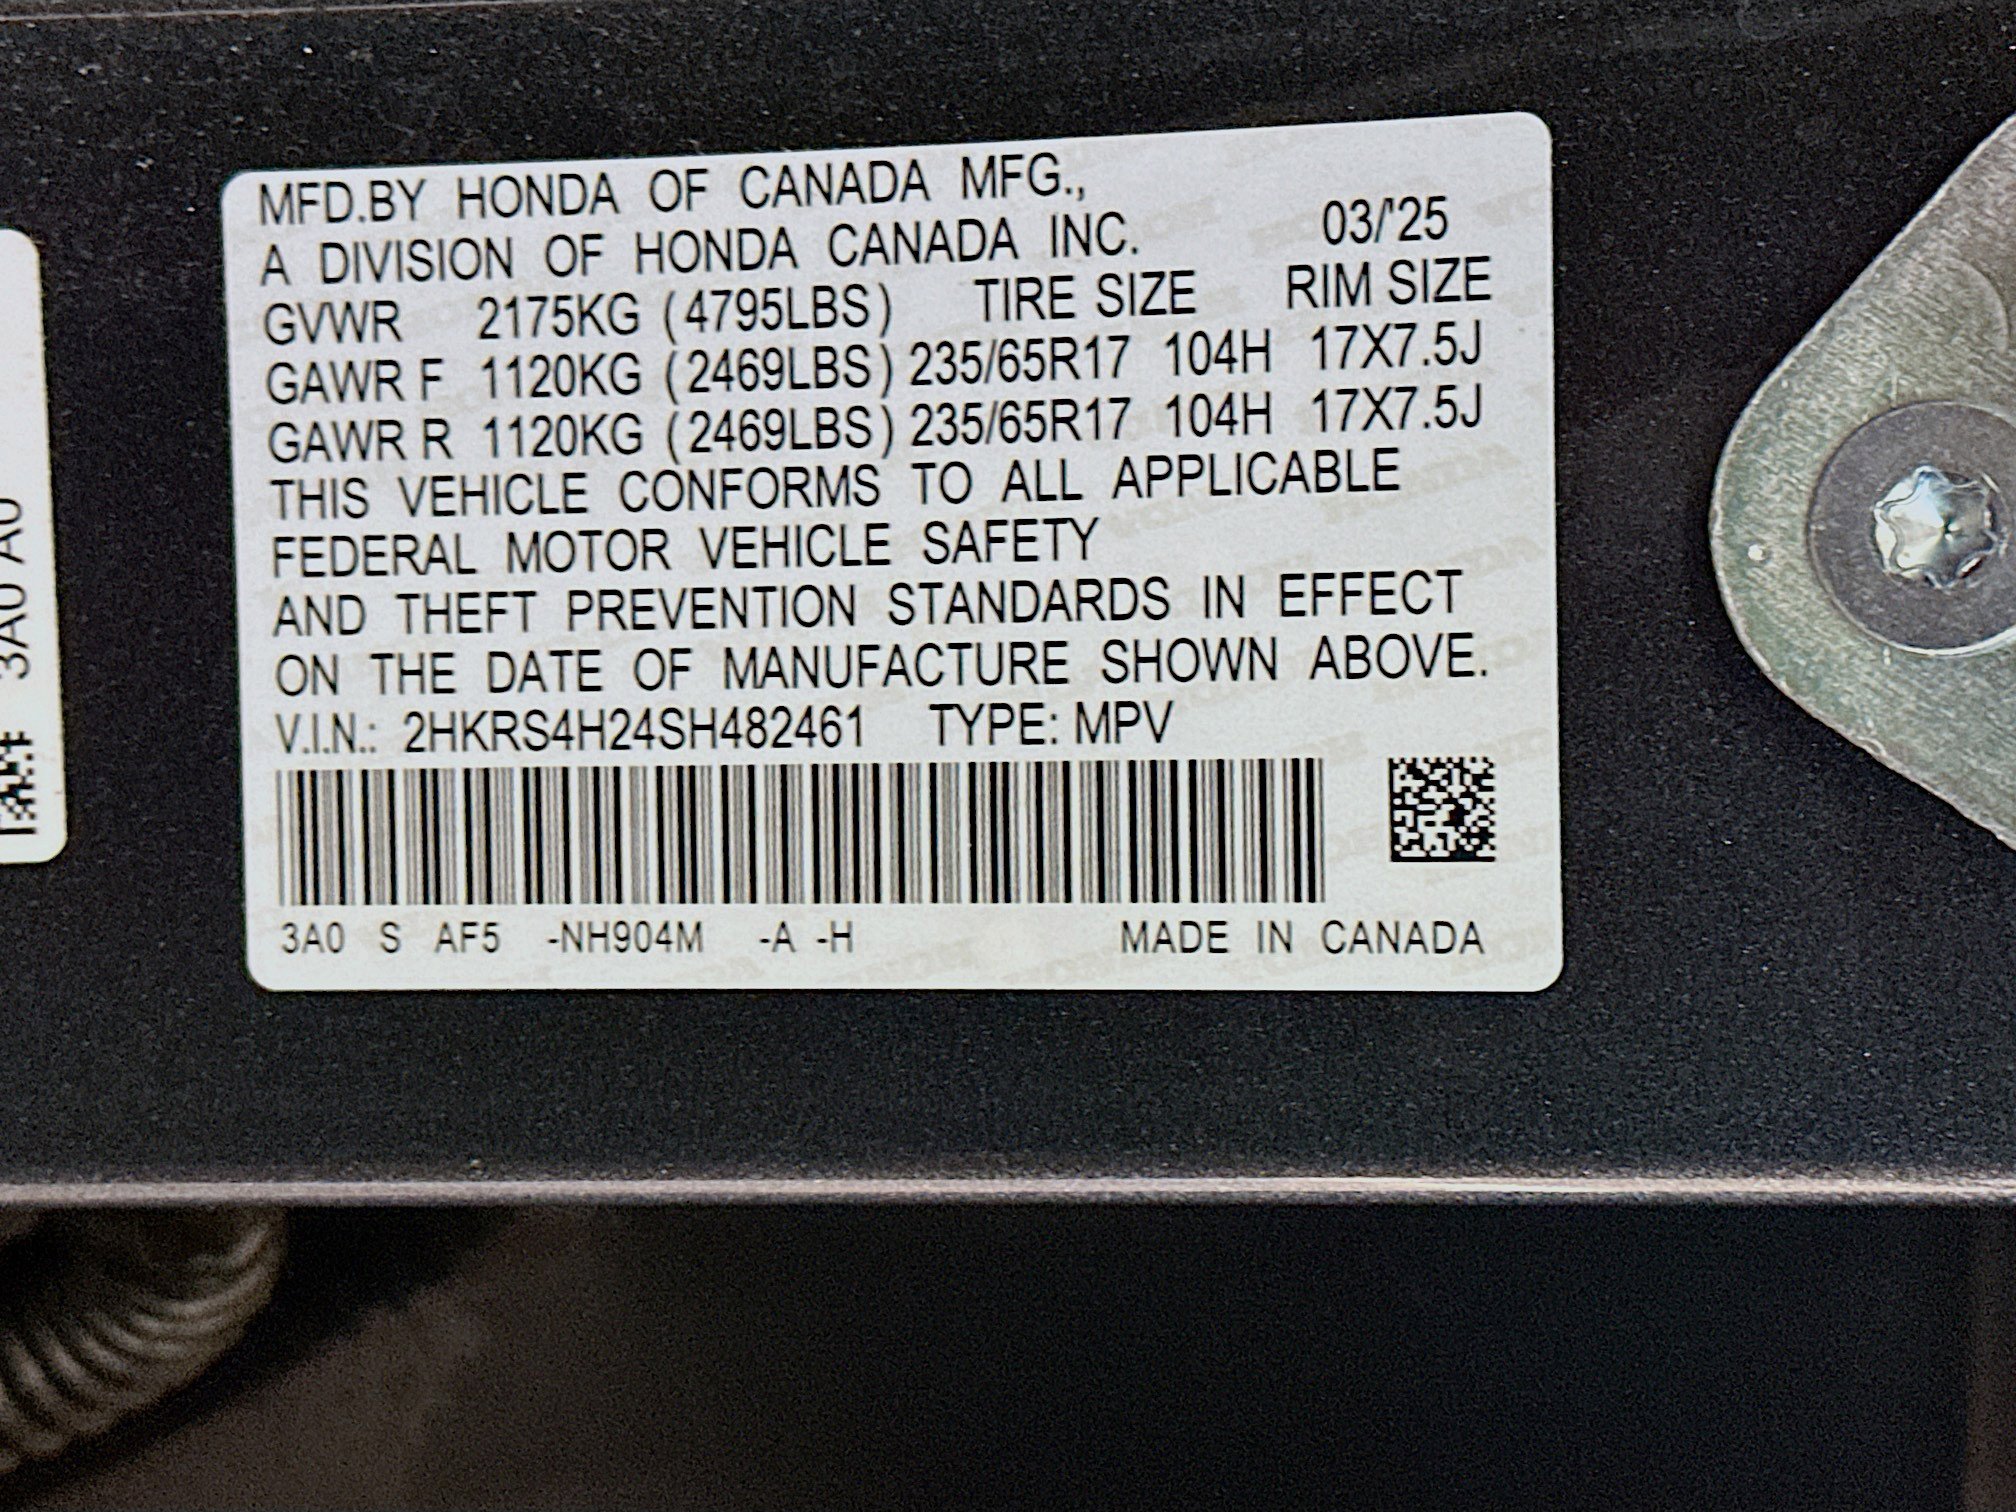 MFD.BY HONDA OF CANADA MFG.,
A DIVISION OF HONDA CANADA INC. 03/'25
GVWR 2175KG (4795LBS) TIRE SIZE RIM SIZE
GAWR F 1120KG (2469LBS) 235/65R17 104H 17X7.5J
GAWR R 1120KG (2469LBS) 235/65R17 104H 17X7.5J
THIS VEHICLE CONFORMS TO ALL APPLICABLE
FEDERAL MOTOR VEHICLE SAFETY
AND THEFT PREVENTION STANDARDS IN EFFECT
ON THE DATE OF MANUFACTURE SHOWN ABOVE.
V.I.N.: 2HKRS4H24SH482461 TYPE: MPV
3A0 S AF5 -NH904M -A -H MADE IN CANADA
3A0 A0